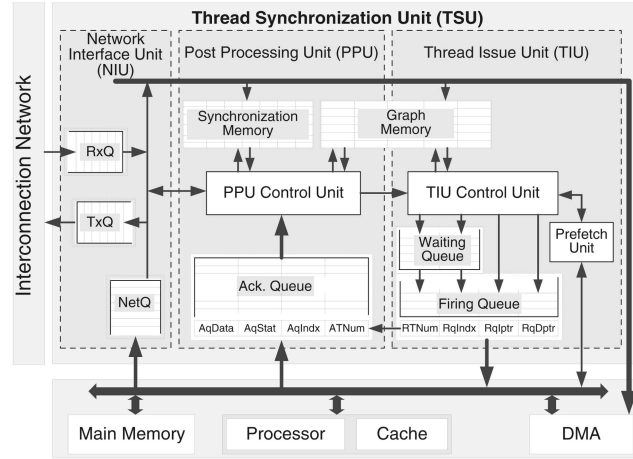 Thread Synchronization Unit (TSU)
Network
Interface Unit
(NIU)
Post Processing Unit (PPU)
Thread Issue Unit (TIU)
Interconnection Network
Synchronization
Memory
Graph
Memory
RxQ
PPU Control Unit
TIU Control Unit
TxQ
Waiting
Queue
Prefetch
Unit
NetQ
Ack. Queue
Firing Queue
AqData AqStat AqIndx ATNum
RTNum RqIndx RqIptr RqDptr
Main Memory
Processor
Cache
DMA